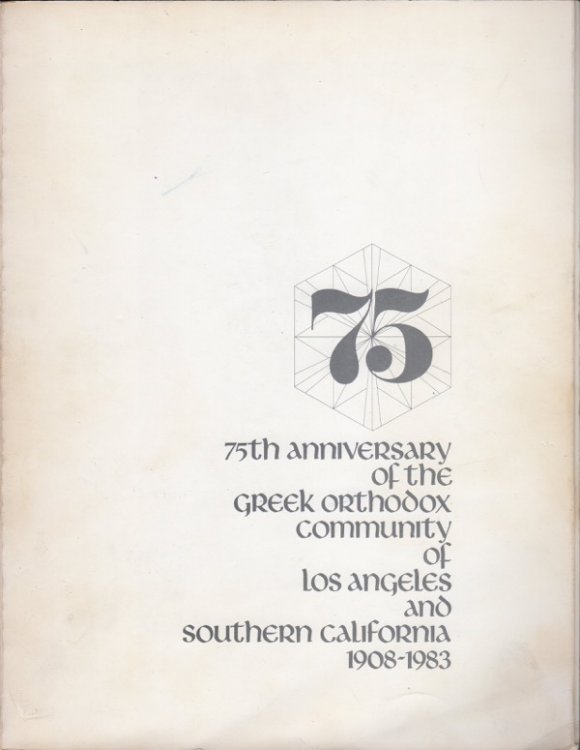 75
75th anniversary
of the
Greek Orthodox
community
of
Los Angeles
and
Southern California
1908-1983